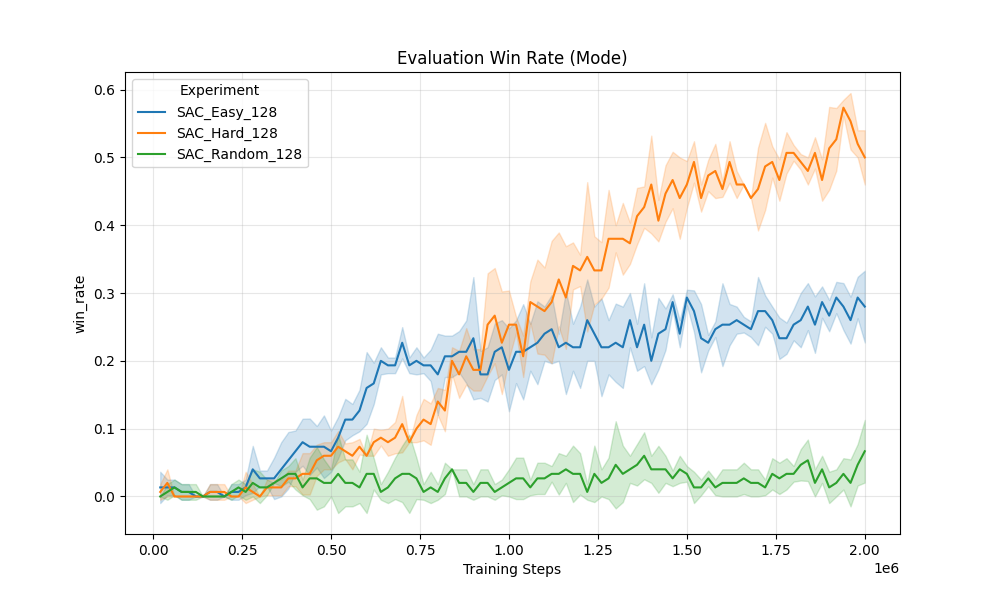 Evaluation Win Rate (Mode)
Experiment
SAC_Easy_128
SAC_Hard_128
SAC_Random_128
win_rate
0.6
0.5
0.4
0.3
0.2
0.1
0.0
0.00 0.25 0.50 0.75 1.00 1.25 1.50 1.75 2.00
1e6
Training Steps